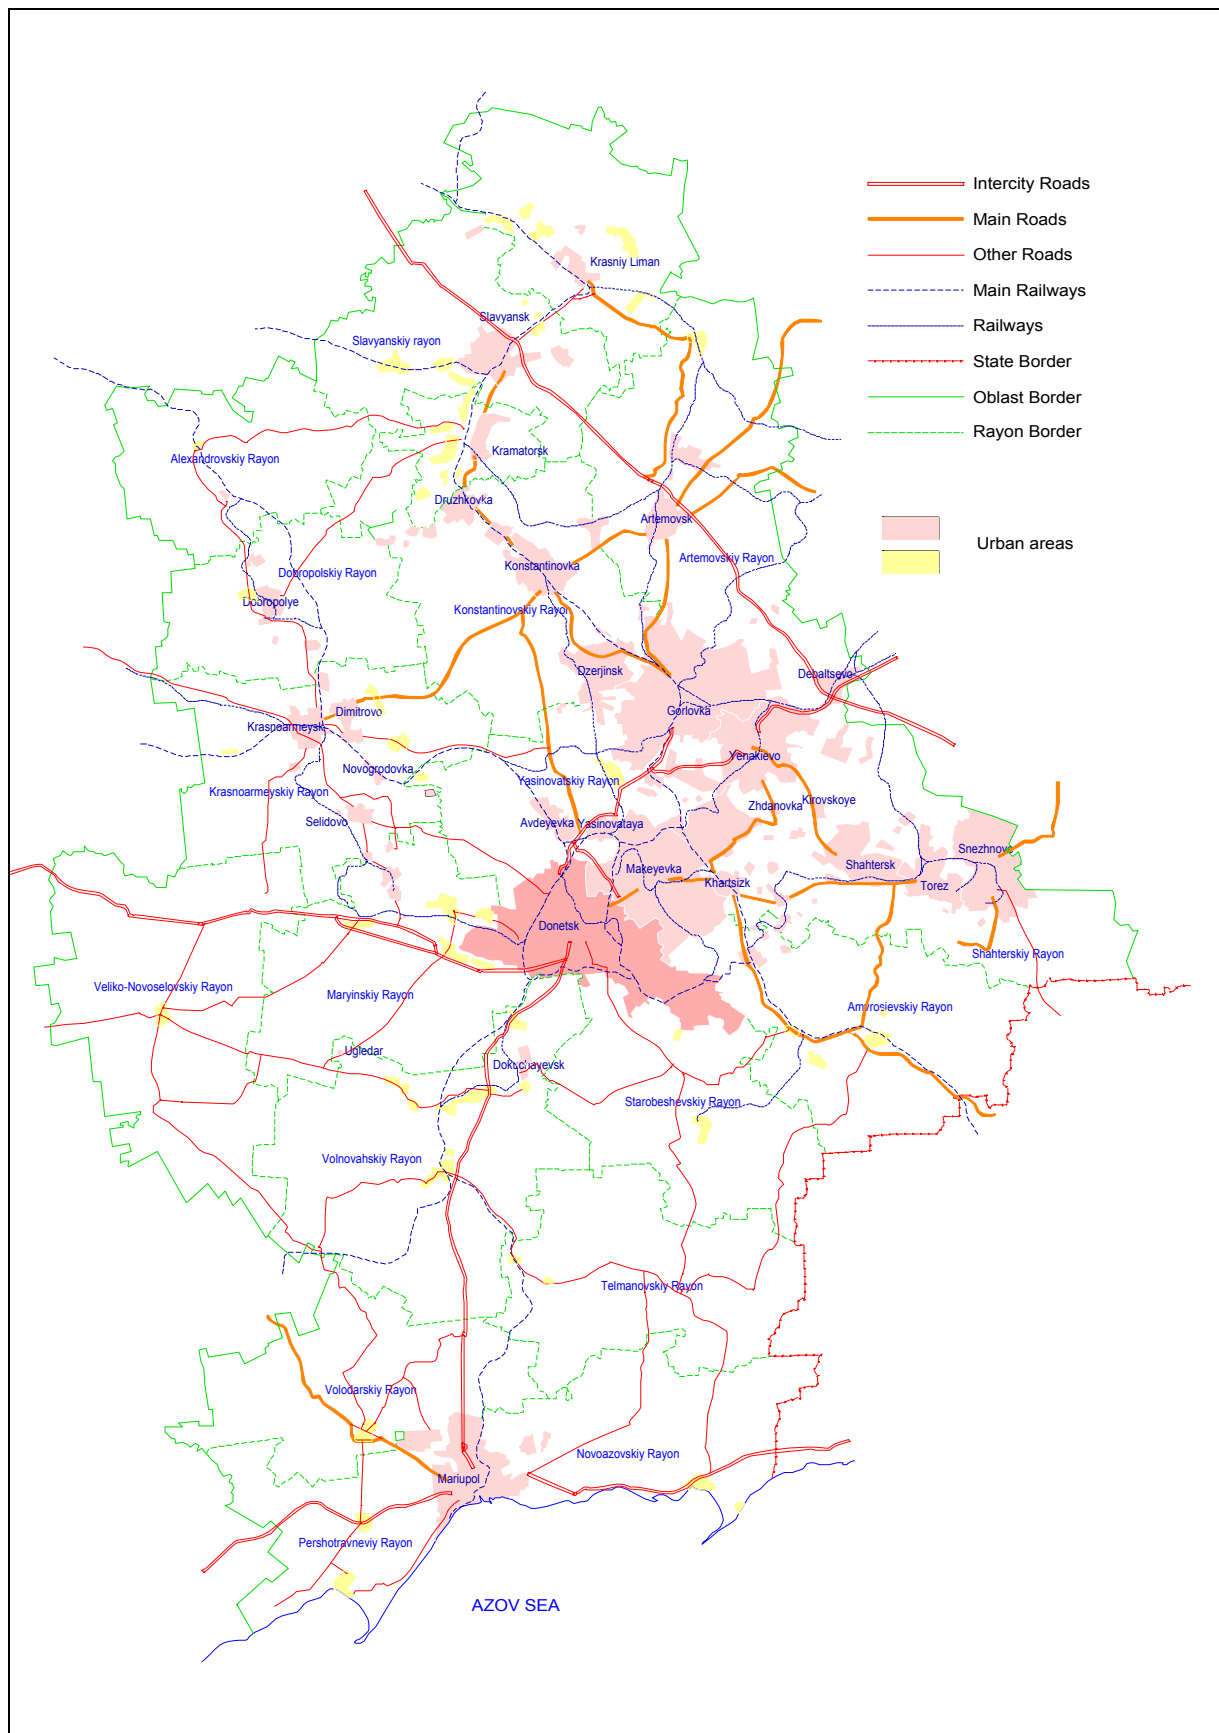 Intercity Roads
Main Roads
Other Roads
Main Railways
Railways
State Border
Oblast Border
Rayon Border
Urban areas
Krasniy Liman
Slavyansk
Slavyanskiy rayon
Kramatorsk
Alexandrovskiy Rayon
Druzhkovka
Artemovsk
Artemovskiy Rayon
Konstantinovka
Dobropolskiy Rayon
Dobropolye
Konstantinovskiy Rayon
Dzerjinsk
Debaltsevo
Gorlovka
Dimitrovo
Krasnoarmeysk
Yenakievo
Novogrodovka
Yasinovatskiy Rayon
Krasnoarmeyskiy Rayon
Zhdanovka
Kirovskoye
Selidovo
Avdeyevka
Yasinovataya
Snezhnoye
Shahtersk
Makeyevka
Khartsizk
Torez
Donetsk
Shahterskiy Rayon
Veliko-Novoselovskiy Rayon
Maryinskiy Rayon
Amvrosievskiy Rayon
Ugledar
Dokuchayevsk
Starobeshevskiy Rayon
Volnovahskiy Rayon
Telmanovskiy Rayon
Volodarskiy Rayon
Novoazovskiy Rayon
Mariupol
Pershotravneviy Rayon
AZOV SEA